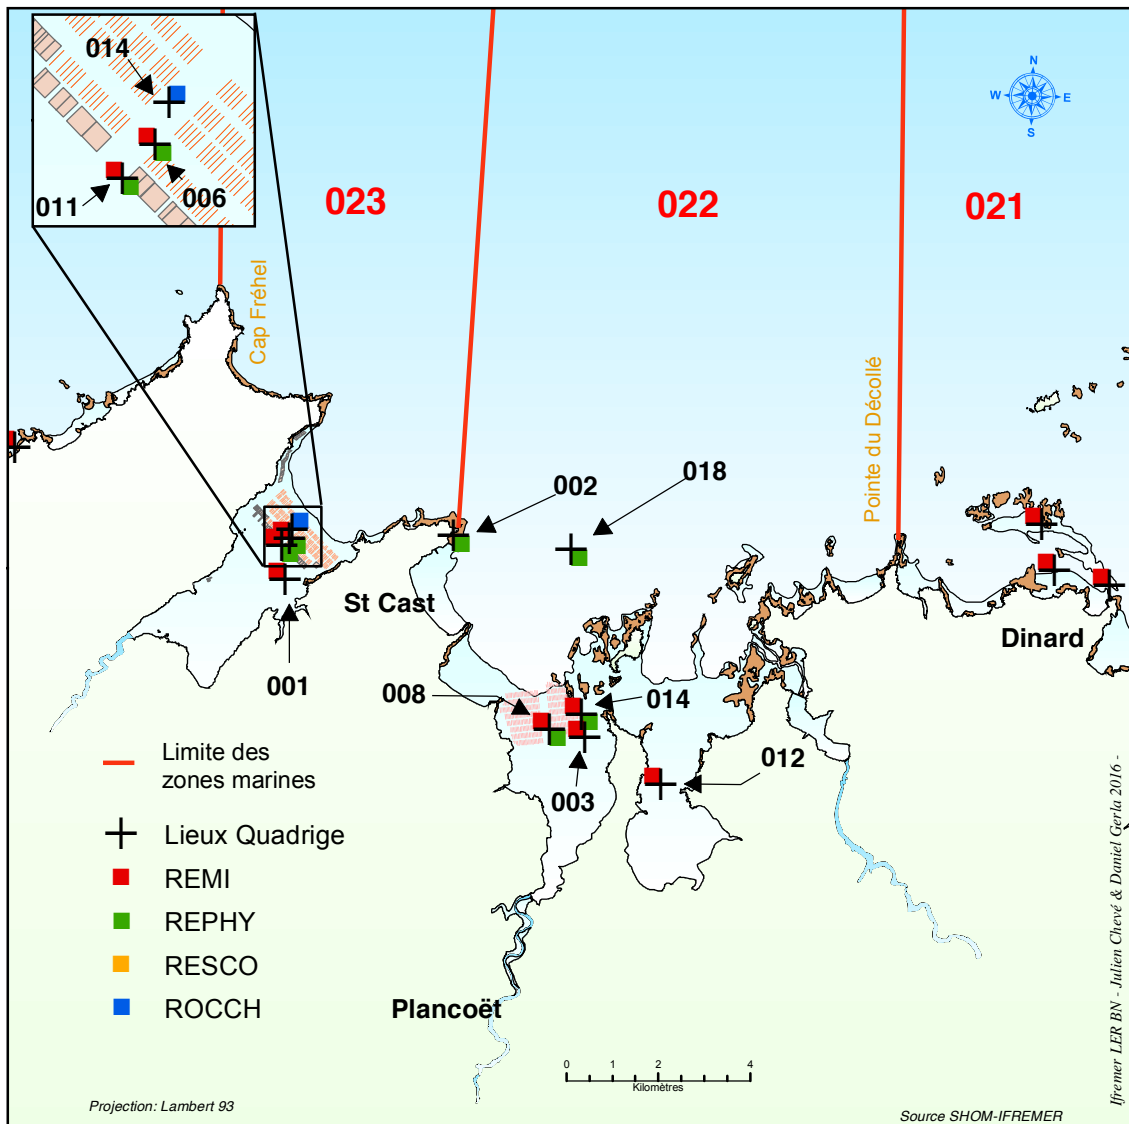 014
006
011
N
W
E
S
023
022
021
Cap Fréhel
Pointe du Décollé
002
018
St Cast
Dinard
001
008
014
003
012
Limite des
zones marines
Lieux Quadrige
REMI
REPHY
RESCO
ROCCH
Plancoët
0 1 2 4
Kilomètres
Projection: Lambert 93
Source SHOM-IFREMER
Ifremer LER BN - Julien Chevé & Daniel Gerla 2016 -